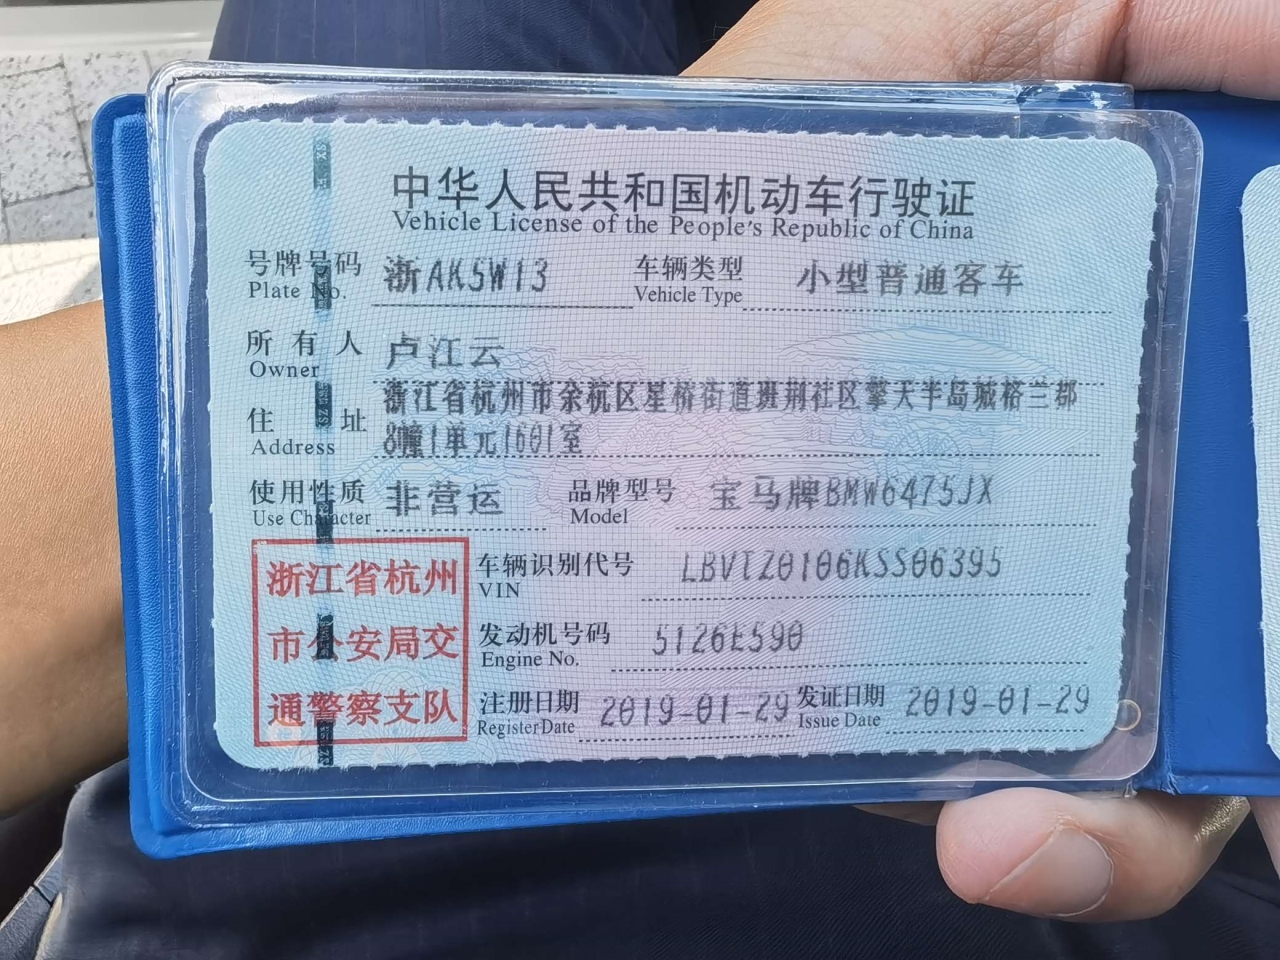 中华人民共和国机动车行驶证
Vehicle License of the People's Republic of China
号牌号码 浙AK5W13 车辆类型 小型普通客车
Plate No. Vehicle Type
所有人 卢江云
Owner
住址 浙江省杭州市余杭区星桥街道班荆社区擎天半岛城格兰郡
Address 8幢1单元1601室
使用性质 非营运 品牌型号 宝马牌BMW6475JX
Use Character Model
浙江省杭州
市公安局交
通警察支队
车辆识别代号 LBVTZ0106KSS06395
VIN
发动机号码 5126E590
Engine No.
注册日期 2019-01-29 发证日期 2019-01-29
Register Date Issue Date